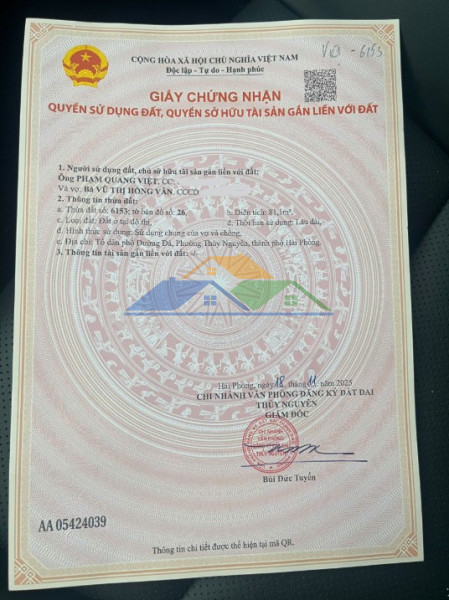 CỘNG HÒA XÃ HỘI CHỦ NGHĨA VIỆT NAM
Độc lập - Tự do - Hạnh phúc
VB -6153
GIẤY CHỨNG NHẬN
QUYỀN SỬ DỤNG ĐẤT, QUYỀN SỞ HỮU TÀI SẢN GẮN LIỀN VỚI ĐẤT
1. Người sử dụng đất, chủ sở hữu tài sản gắn liền với đất:
Ông PHẠM QUANG VIỆT, CC:
Và vợ: Bà VŨ THỊ HỒNG VÂN, CCCD
2. Thông tin thửa đất:
a. Thửa đất số: 6153; tờ bản đồ số: 26,
b. Diện tích: 81,1m².
c. Loại đất: Đất ở tại đô thị,
d. Thời hạn sử dụng: Lâu dài,
đ. Hình thức sử dụng: Sử dụng chung của vợ và chồng,
e. Địa chỉ: Tổ dân phố Đường Đá, Phường Thủy Nguyên, thành phố Hải Phòng.
3. Thông tin tài sản gắn liền với đất: -/-
Hải Phòng, ngày 18 tháng 11 năm 2025
CHI NHÁNH VĂN PHÒNG ĐĂNG KÝ ĐẤT ĐAI
THỦY NGUYÊN
GIÁM ĐỐC
Bùi Đức Tuyển
AA 05424039
Thông tin chi tiết được thể hiện tại mã QR.